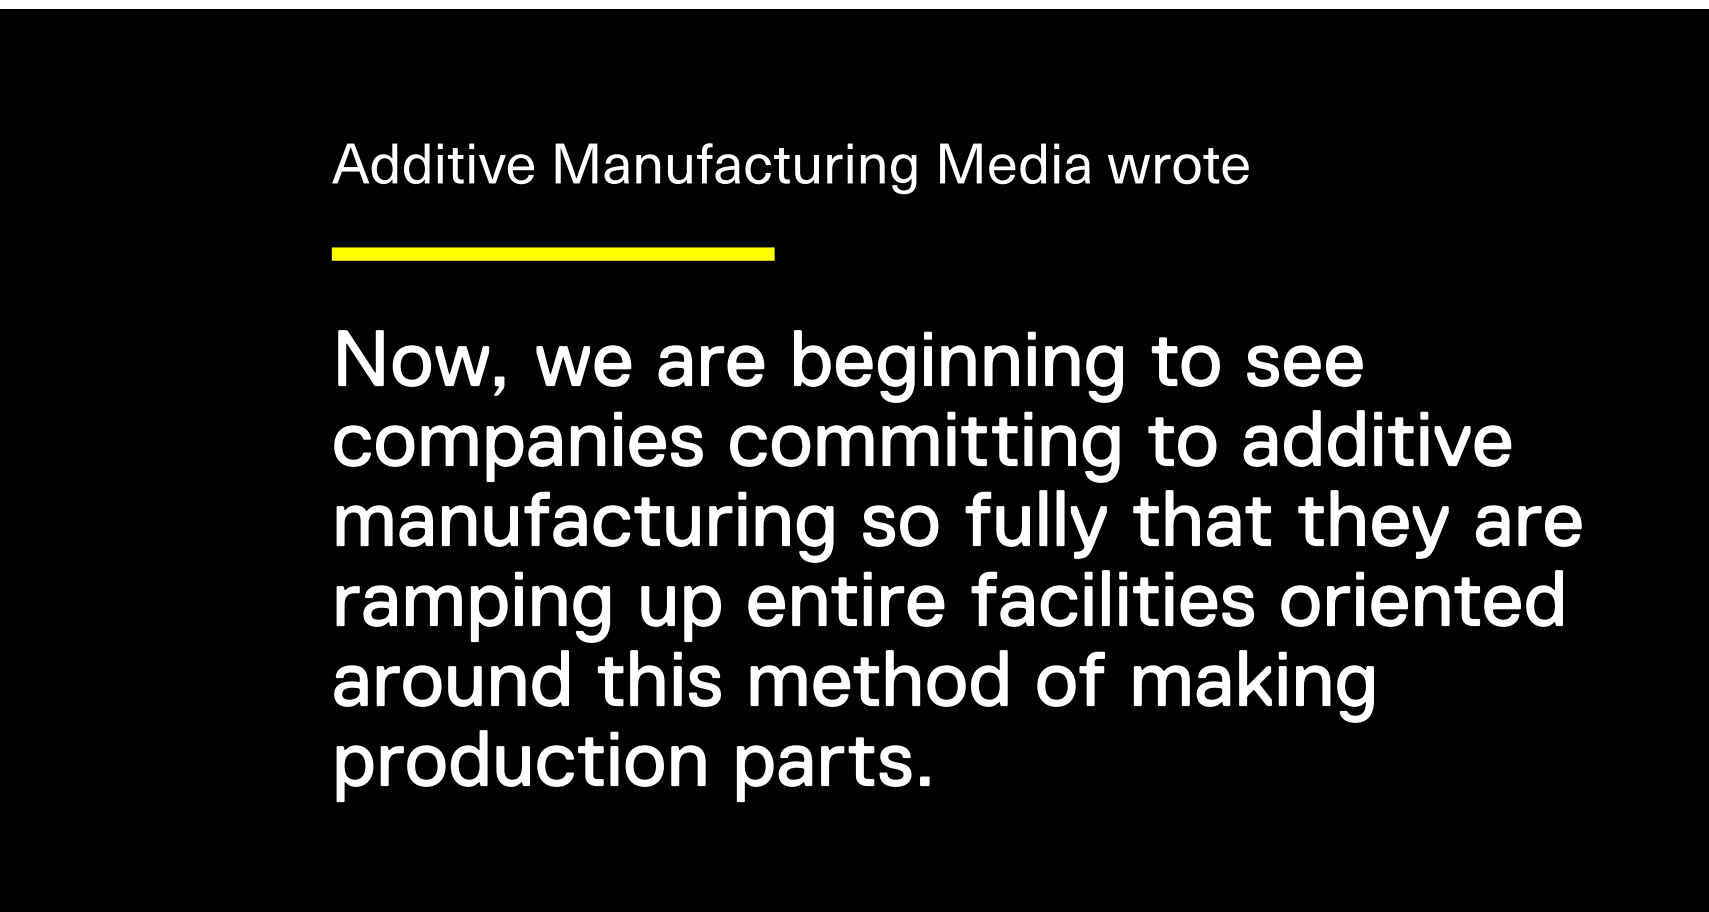 Additive Manufacturing Media wrote
Now, we are beginning to see
companies committing to additive
manufacturing so fully that they are
ramping up entire facilities oriented
around this method of making
production parts.